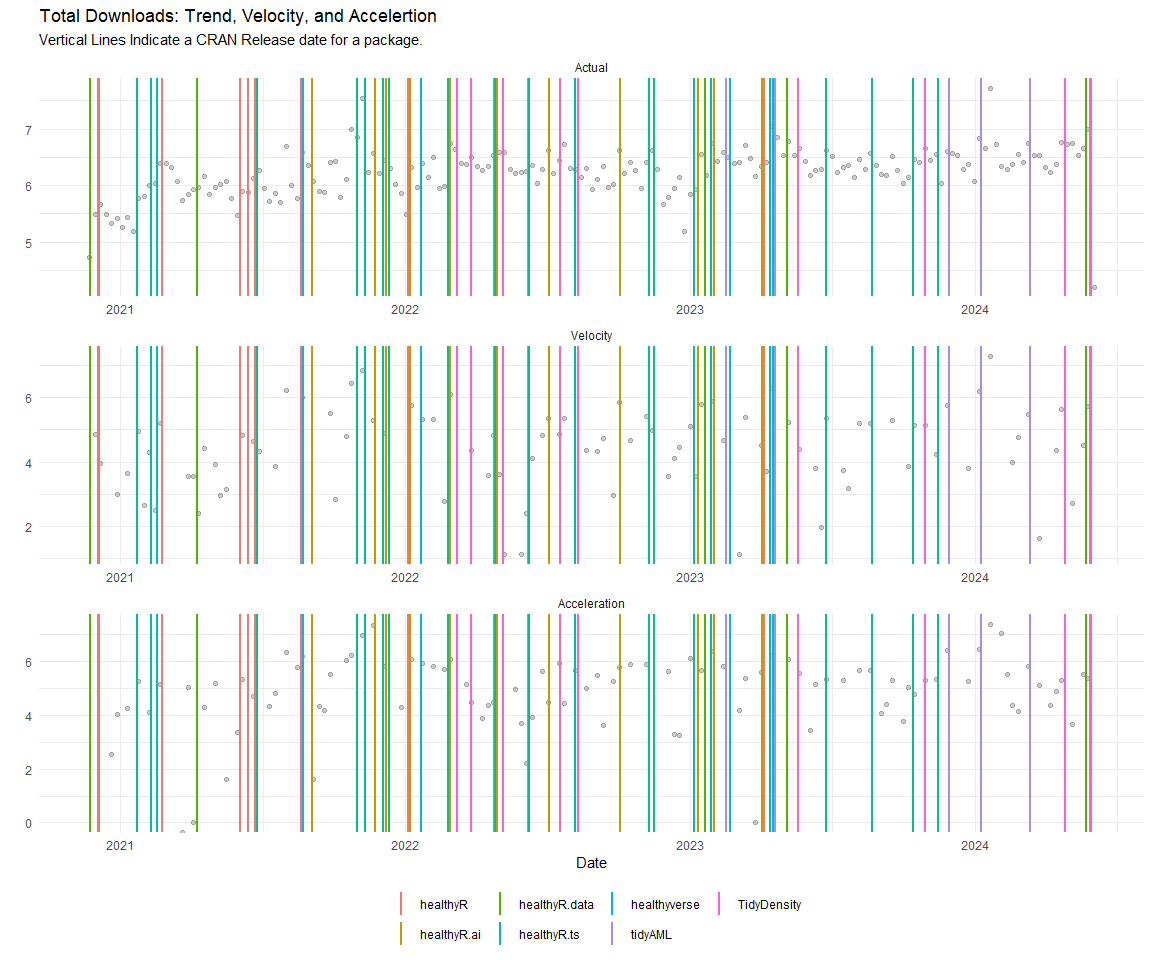 Total Downloads: Trend, Velocity, and Accelertion
Vertical Lines Indicate a CRAN Release date for a package.
Actual
7
6
5
2021 2022 2023 2024
Velocity
6
4
2
2021 2022 2023 2024
Acceleration
6
4
2
0
2021 2022 2023 2024
Date
healthyR healthyR.data healthyverse TidyDensity
healthyR.ai healthyR.ts tidyAML